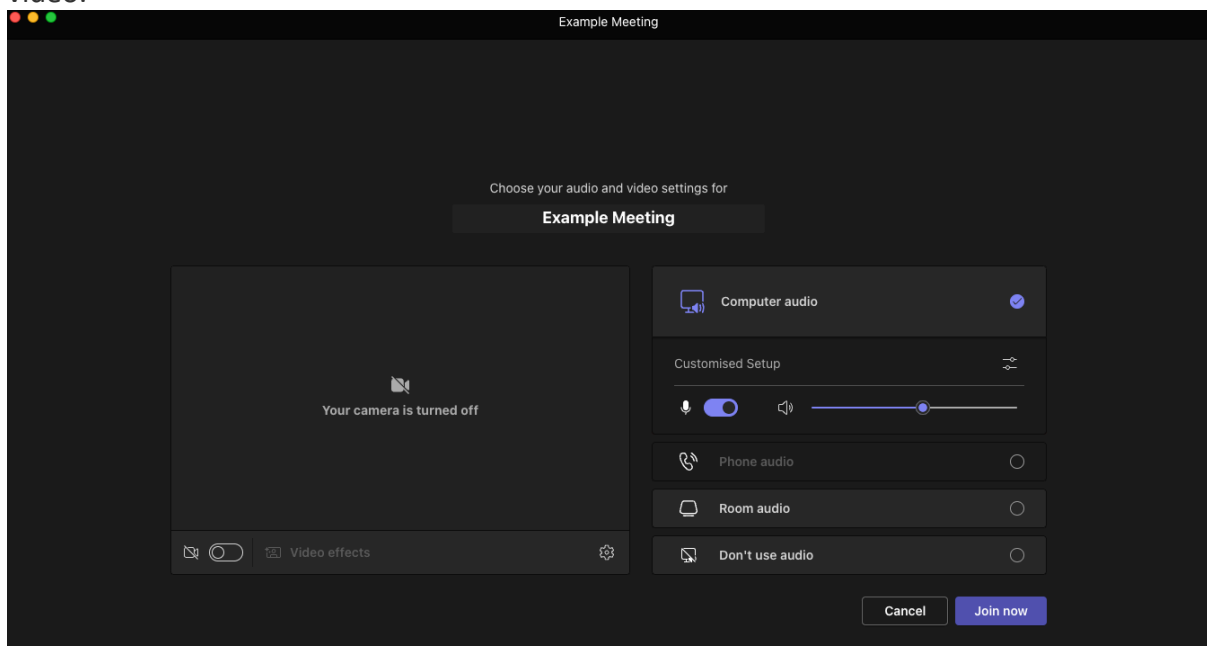 Example Meeting
Choose your audio and video settings for
Example Meeting
Your camera is turned off
Video effects
Computer audio
Customised Setup
Phone audio
Room audio
Don't use audio
Cancel
Join now